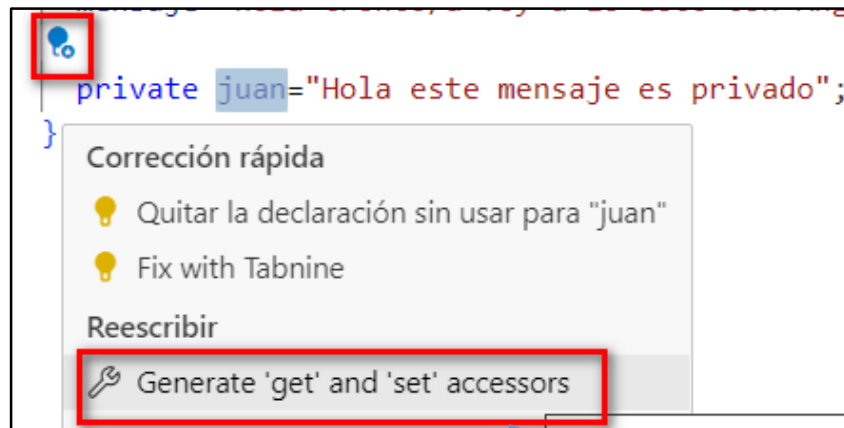 private juan="Hola este mensaje es privado";
}
Corrección rápida
Quitar la declaración sin usar para "juan"
Fix with Tabnine
Reescribir
Generate 'get' and 'set' accessors